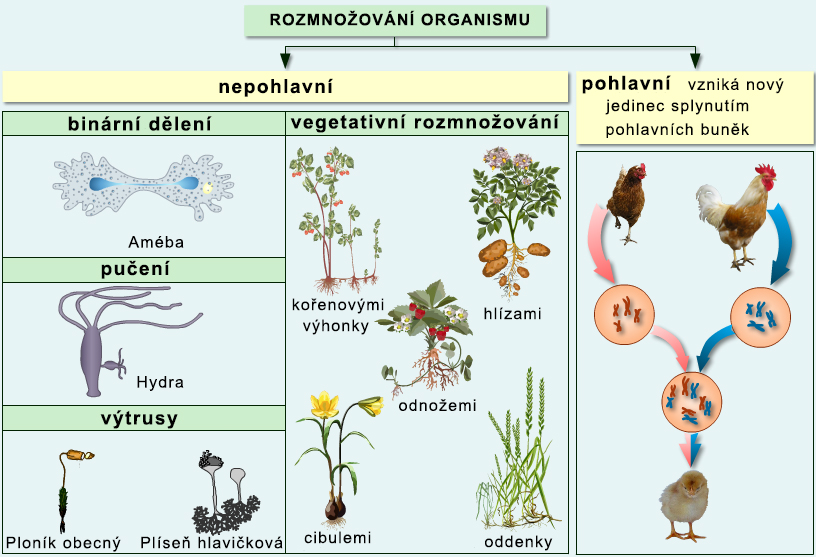 ROZMNOŽOVÁNÍ ORGANISMU
nepohlavní
pohlavní vzniká nový
jedinec splynutím
pohlavních buněk
binární dělení
Améba
pučení
Hydra
výtrusy
Ploník obecný
Plíseň hlavičková
vegetativní rozmnožování
kořenovými
výhonky
hlízami
odnožemi
cibulemi
oddenky